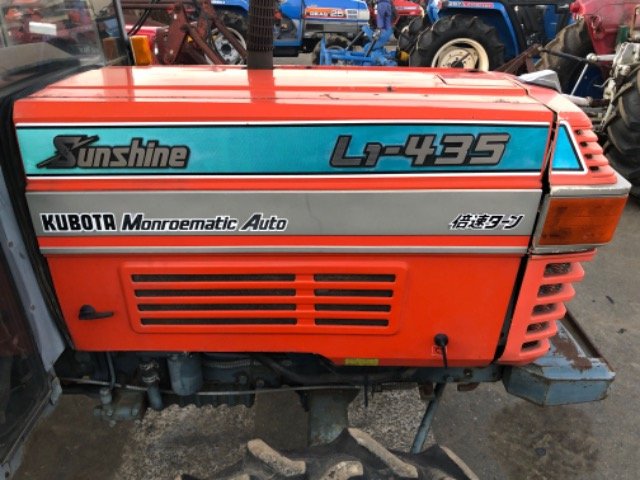 Sunshine L1-435
KUBOTA Monroematic Auto 倍速ターン